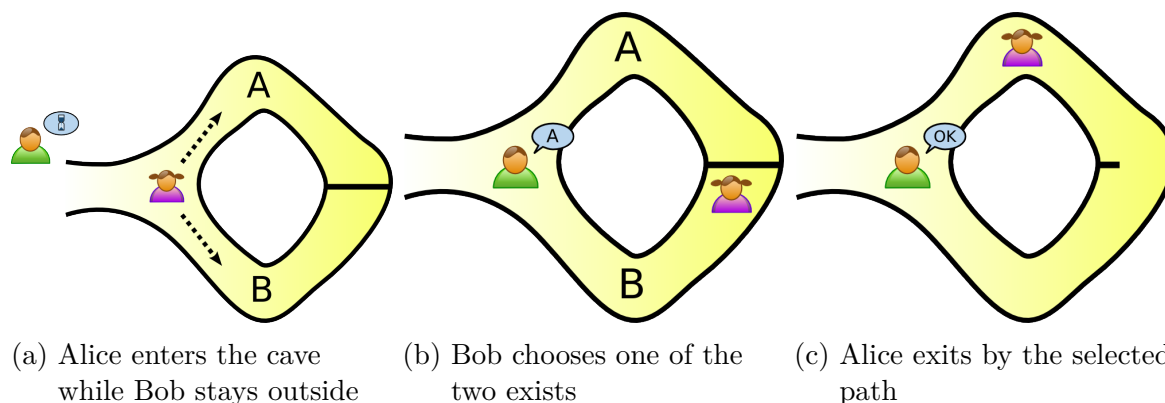 A
B
A
A
B
OK
(a) Alice enters the cave
while Bob stays outside
(b) Bob chooses one of the
two exists
(c) Alice exits by the selected
path